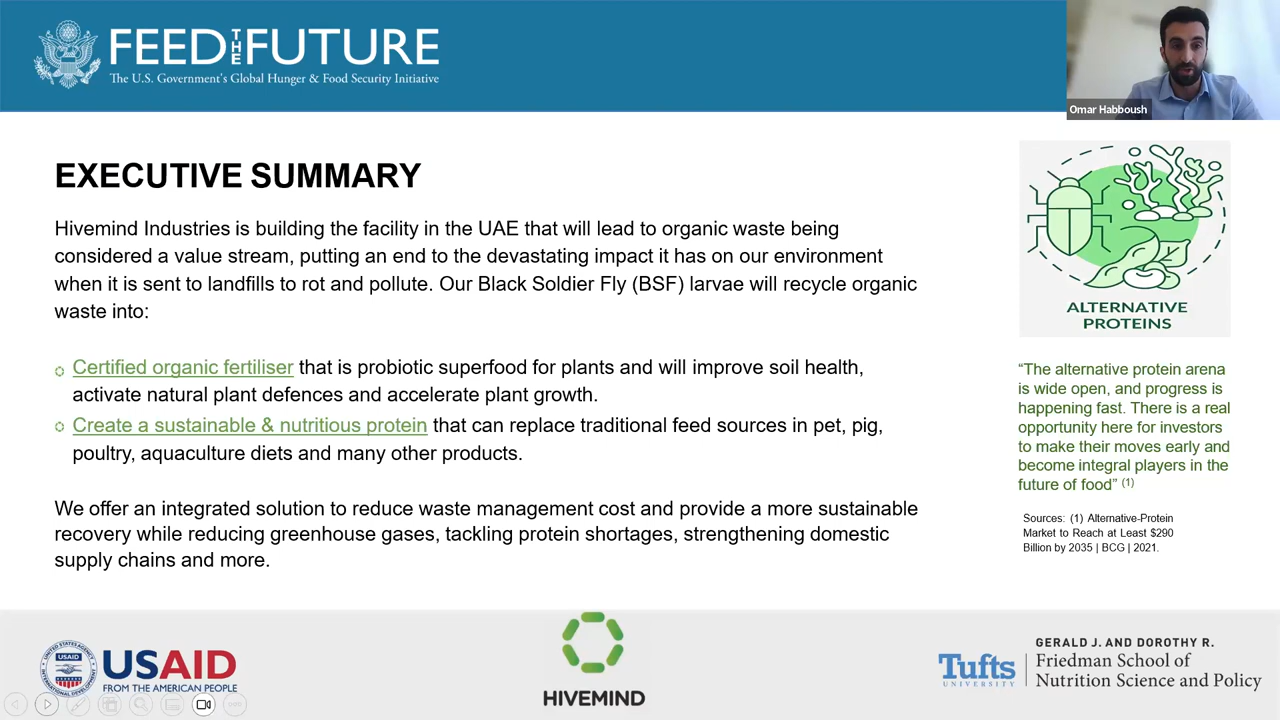 FEED THE FUTURE
The U.S. Government's Global Hunger & Food Security Initiative
Omar Habboush
EXECUTIVE SUMMARY
Hivemind Industries is building the facility in the UAE that will lead to organic waste being
considered a value stream, putting an end to the devastating impact it has on our environment
when it is sent to landfills to rot and pollute. Our Black Soldier Fly (BSF) larvae will recycle organic
waste into:
Certified organic fertiliser that is probiotic superfood for plants and will improve soil health,
activate natural plant defences and accelerate plant growth.
Create a sustainable & nutritious protein that can replace traditional feed sources in pet, pig,
poultry, aquaculture diets and many other products.
We offer an integrated solution to reduce waste management cost and provide a more sustainable
recovery while reducing greenhouse gases, tackling protein shortages, strengthening domestic
supply chains and more.
ALTERNATIVE
PROTEINS
“The alternative protein arena
is wide open, and progress is
happening fast. There is a real
opportunity here for investors
to make their moves early and
become integral players in the
future of food” (1)
Sources: (1) Alternative-Protein
Market to Reach at Least $290
Billion by 2035 | BCG | 2021.
USAID
FROM THE AMERICAN PEOPLE
HIVEMIND
Tufts
UNIVERSITY
GERALD J. AND DOROTHY R.
Friedman School of
Nutrition Science and Policy